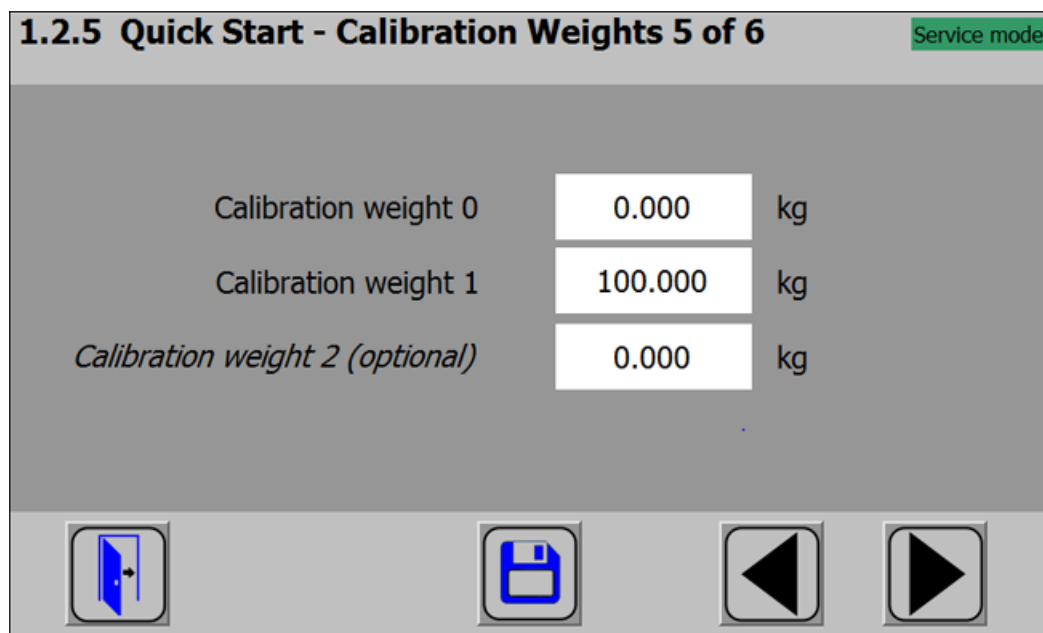 1.2.5 Quick Start - Calibration Weights 5 of 6
Service mode
Calibration weight 0 0.000 kg
Calibration weight 1 100.000 kg
Calibration weight 2 (optional) 0.000 kg